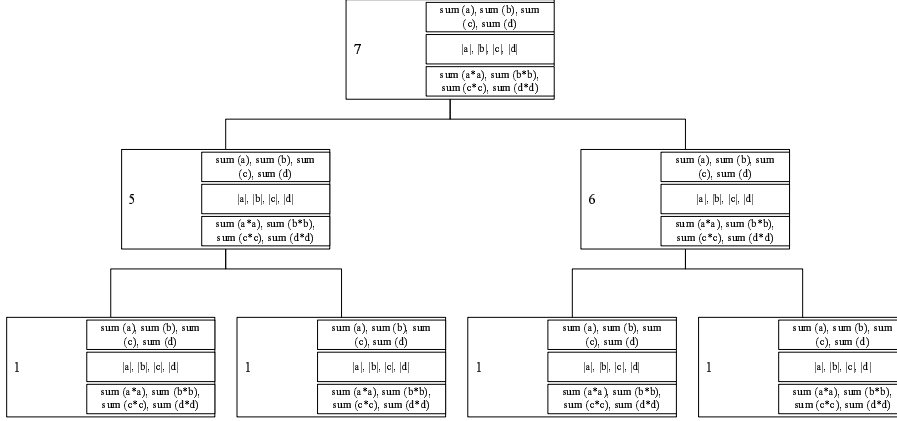 7
sum (a), sum (b), sum
(c), sum (d)
|a|, |b|, |c|, |d|
sum (a*a), sum (b*b),
sum (c*c), sum (d*d)
5
sum (a), sum (b), sum
(c), sum (d)
|a|, |b|, |c|, |d|
sum (a*a), sum (b*b),
sum (c*c), sum (d*d)
6
sum (a), sum (b), sum
(c), sum (d)
|a|, |b|, |c|, |d|
sum (a*a), sum (b*b),
sum (c*c), sum (d*d)
1
sum (a), sum (b), sum
(c), sum (d)
|a|, |b|, |c|, |d|
sum (a*a), sum (b*b),
sum (c*c), sum (d*d)
1
sum (a), sum (b), sum
(c), sum (d)
|a|, |b|, |c|, |d|
sum (a*a), sum (b*b),
sum (c*c), sum (d*d)
1
sum (a), sum (b), sum
(c), sum (d)
|a|, |b|, |c|, |d|
sum (a*a), sum (b*b),
sum (c*c), sum (d*d)
1
sum (a), sum (b), sum
(c), sum (d)
|a|, |b|, |c|, |d|
sum (a*a), sum (b*b),
sum (c*c), sum (d*d)